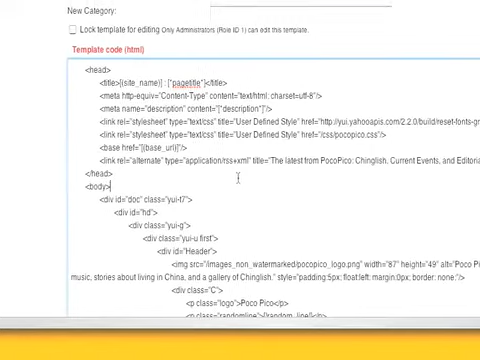 New Category:
Lock template for editing Only Administrators (Role ID 1) can edit this template.
Template code (html)
<head>
<title>[(site_name)] : [*pagetitle*]</title>
<meta http-equiv="Content-Type" content="text/html; charset=utf-8"/>
<meta name="description" content="[*description*]"/>
<link rel="stylesheet" type="text/css" title="User Defined Style" href="http://yui.yahooapis.com/2.2.0/build/reset-fonts-gr
<link rel="stylesheet" type="text/css" title="User Defined Style" href="/css/pocopico.css"/>
<base href="[(base_url)]"/>
<link rel="alternate" type="application/rss+xml" title="The latest from PocoPico: Chinglish, Current Events, and Editoria
</head>
<body>
<div id="doc" class="yui-t7">
<div id="hd">
<div class="yui-g">
<div class="yui-u first">
<div id="Header">
<img src="/images_non_watermarked/pocopico_logo.png" width="87" height="49" alt="Poco Pi
music, stories about living in China, and a gallery of Chinglish." style="padding:5px; float:left; margin:0px; border: none;"/>
<div class="C">
<p class="logo">Poco Pico</p>
<p class="randomline">[!random_line!]</p>